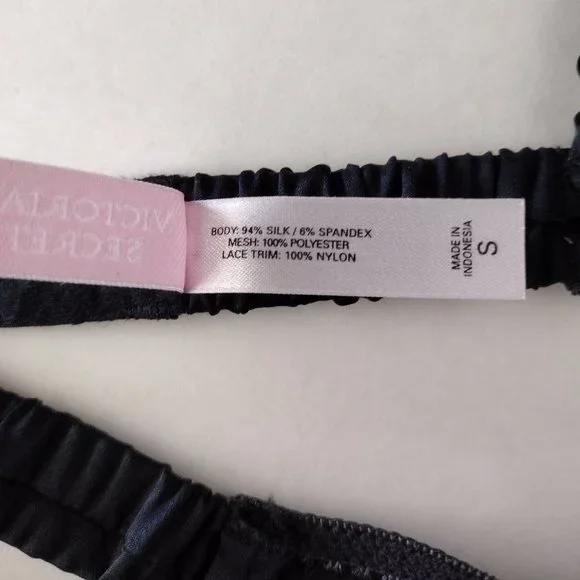 VICTORIA
SECRET
BODY: 94% SILK / 6% SPANDEX
MESH: 100% POLYESTER
LACE TRIM: 100% NYLON
MADE IN
INDONESIA
S